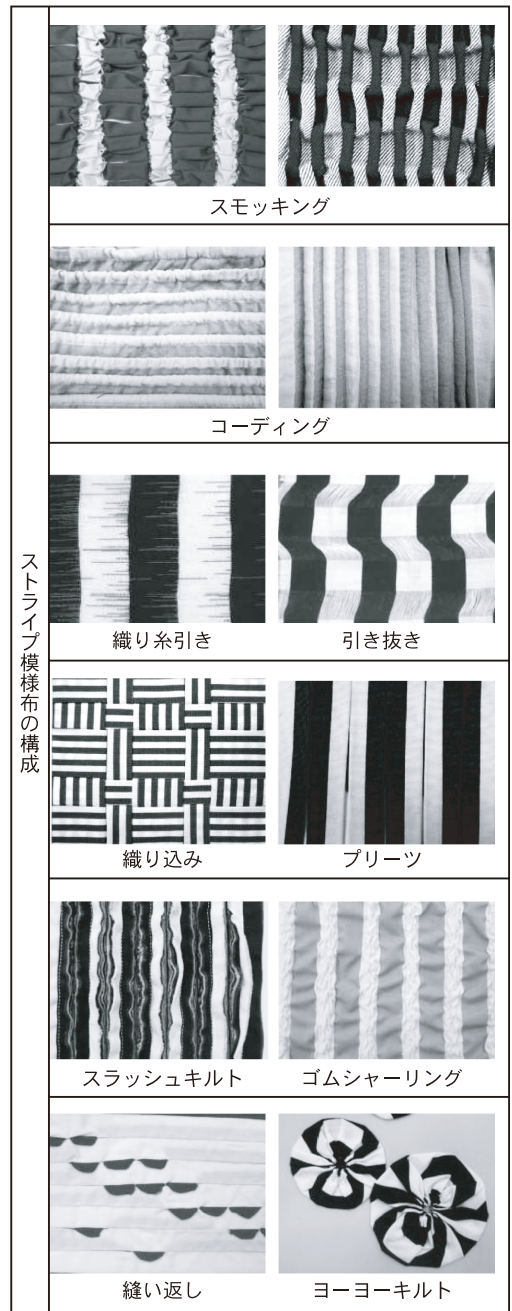 ストライプ模様布の構成
スモッキング
コーディング
織り糸引き
引き抜き
織り込み
プリーツ
スラッシュキルト
ゴムシャーリング
縫い返し
ヨーヨーキルト